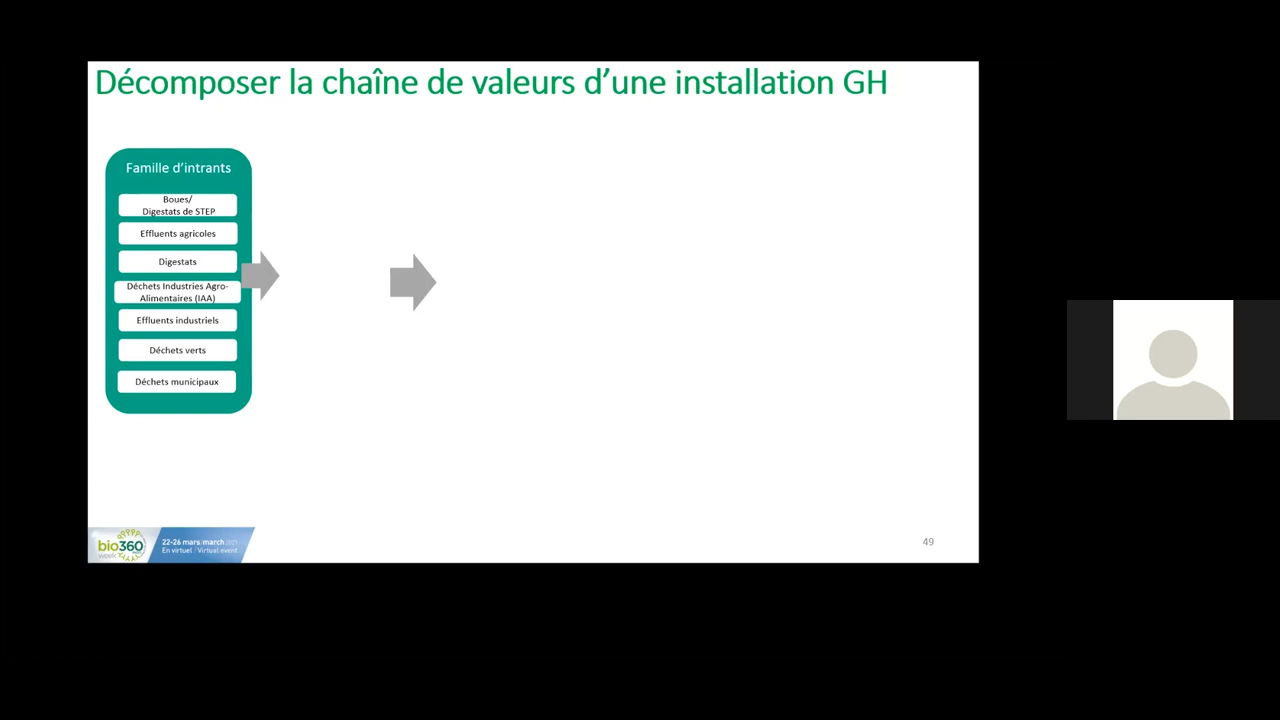 Décomposer la chaîne de valeurs d’une installation GH
Famille d’intrants
Boues/
Digestats de STEP
Effluents agricoles
Digestats
Déchets Industries Agro-
Alimentaires (IAA)
Effluents industriels
Déchets verts
Déchets municipaux
bio360
week
22-26 mars/march
En virtuel / Virtual event
49